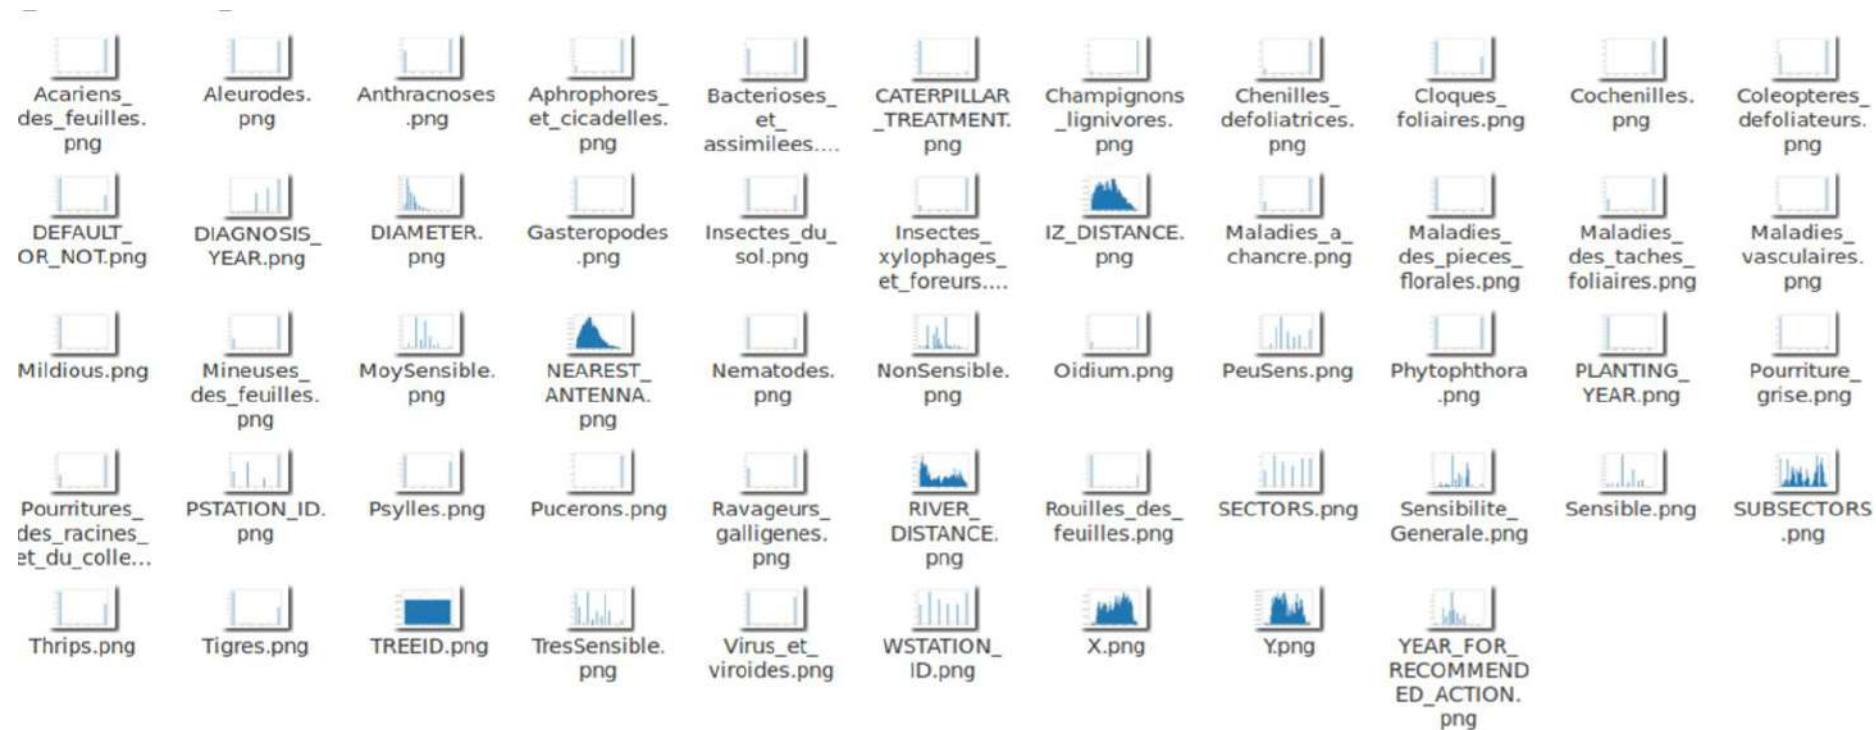 Acariens_
des_feuilles.
png
Aleurodes.
png
Anthracnoses
.png
Aphrophores_
et_cicadelles.
png
Bacterioses_
et_
assimilees....
CATERPILLAR
_TREATMENT.
png
Champignons
_lignivores.
png
Chenilles_
defoliatrices.
png
Cloques_
foliaires.png
Cochenilles.
png
Coleopteres_
defoliateurs.
png
DEFAULT_
OR_NOT.png
DIAGNOSIS_
YEAR.png
DIAMETER.
png
Gasteropodes
.png
Insectes_du_
sol.png
Insectes_
xylophages_
et_foreurs....
IZ_DISTANCE.
png
Maladies_a_
chancre.png
Maladies_
des_pieces_
florales.png
Maladies_
des_taches_
foliaires.png
Maladies_
vasculaires.
png
Mildious.png
Mineuses_
des_feuilles.
png
MoySensible.
png
NEAREST_
ANTENNA.
png
Nematodes.
png
NonSensible.
png
Oidium.png
PeuSens.png
Phytophthora
.png
PLANTING_
YEAR.png
Pourriture_
grise.png
Pourritures_
des_racines_
et_du_colle...
PSTATION_ID.
png
Psylles.png
Pucerons.png
Ravageurs_
galligenes.
png
RIVER_
DISTANCE.
png
Rouilles_des_
feuilles.png
SECTORS.png
Sensibilite_
Generale.png
Sensible.png
SUBSECTORS
.png
Thrips.png
Tigres.png
TREEID.png
TresSensible.
png
Virus_et_
viroides.png
WSTATION_
ID.png
X.png
Y.png
YEAR_FOR_
RECOMMEND
ED_ACTION.
png